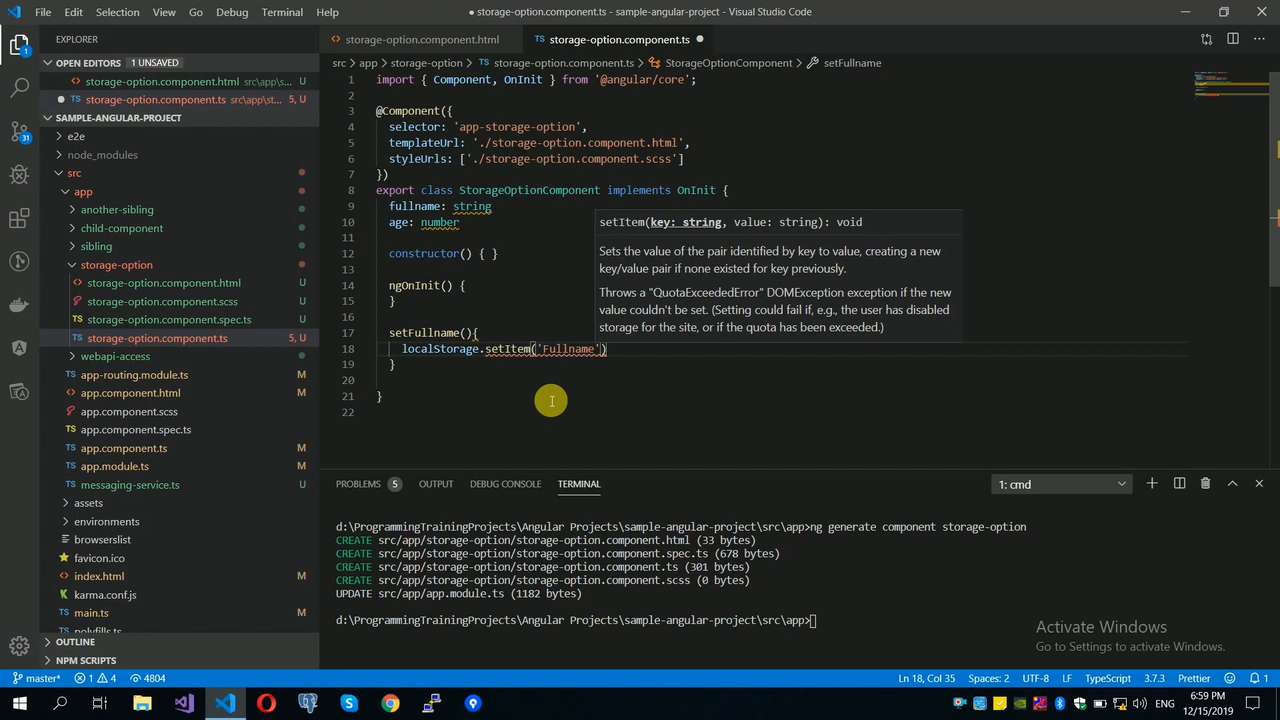 File Edit Selection View Go Debug Terminal Help
● storage-option.component.ts - sample-angular-project - Visual Studio Code
EXPLORER
storage-option.component.html
TS storage-option.component.ts
OPEN EDITORS 1 UNSAVED
storage-option.component.html src\app\s...
TS storage-option.component.ts src\app\st... 5, U
SAMPLE-ANGULAR-PROJECT
e2e
node_modules
src
app
another-sibling
child-component
sibling
storage-option
storage-option.component.html U
storage-option.component.scss U
TS storage-option.component.spec.ts U
TS storage-option.component.ts 5, U
webapi-access
TS app-routing.module.ts M
app.component.html M
app.component.scss
TS app.component.spec.ts
TS app.component.ts M
TS app.module.ts M
TS messaging-service.ts U
assets
environments
browserslist
favicon.ico
index.html M
karma.conf.js
TS main.ts M
TS polyfills.ts
OUTLINE
NPM SCRIPTS
1
31
src > app > storage-option > TS storage-option.component.ts > StorageOptionComponent > setFullname
1 import { Component, OnInit } from '@angular/core';
2
3 @Component({
4 selector: 'app-storage-option',
5 templateUrl: './storage-option.component.html',
6 styleUrls: ['./storage-option.component.scss']
7 })
8 export class StorageOptionComponent implements OnInit {
9 fullname: string
10 age: number
11
12 constructor() { }
13
14 ngOnInit() {
15 }
16
17 setFullname(){
18 localStorage.setItem('Fullname')
19 }
20
21 }
22
setItem(key: string, value: string): void
Sets the value of the pair identified by key to value, creating a new
key/value pair if none existed for key previously.
Throws a "QuotaExceededError" DOMException exception if the new
value couldn't be set. (Setting could fail if, e.g., the user has disabled
storage for the site, or if the quota has been exceeded.)
PROBLEMS 5 OUTPUT DEBUG CONSOLE TERMINAL
1: cmd
d:\ProgrammingTrainingProjects\Angular Projects\sample-angular-project\src\app>ng generate component storage-option
CREATE src/app/storage-option/storage-option.component.html (33 bytes)
CREATE src/app/storage-option/storage-option.component.spec.ts (678 bytes)
CREATE src/app/storage-option/storage-option.component.ts (301 bytes)
CREATE src/app/storage-option/storage-option.component.scss (0 bytes)
UPDATE src/app/app.module.ts (1182 bytes)
d:\ProgrammingTrainingProjects\Angular Projects\sample-angular-project\src\app>
Activate Windows
Go to Settings to activate Windows.
master* 1 4 4804
Ln 18, Col 35 Spaces: 2 UTF-8 LF TypeScript 3.7.3 Prettier 1
ENG
6:59 PM
12/15/2019